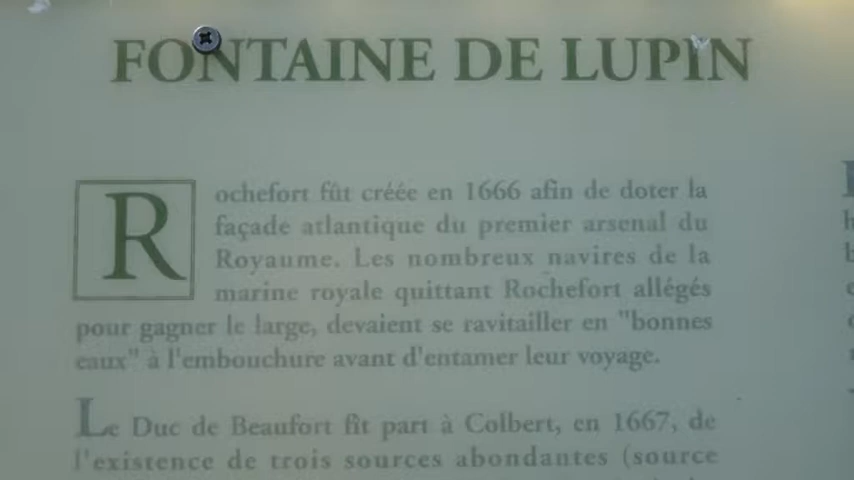 FONTAINE DE LUPIN
Rochefort fût créée en 1666 afin de doter la
façade atlantique du premier arsenal du
Royaume. Les nombreux navires de la
marine royale quittant Rochefort allégés
pour gagner le large, devaient se ravitailler en "bonnes
eaux" à l'embouchure avant d'entamer leur voyage.
Le Duc de Beaufort fit part à Colbert, en 1667, de
l'existence de trois sources abondantes (source